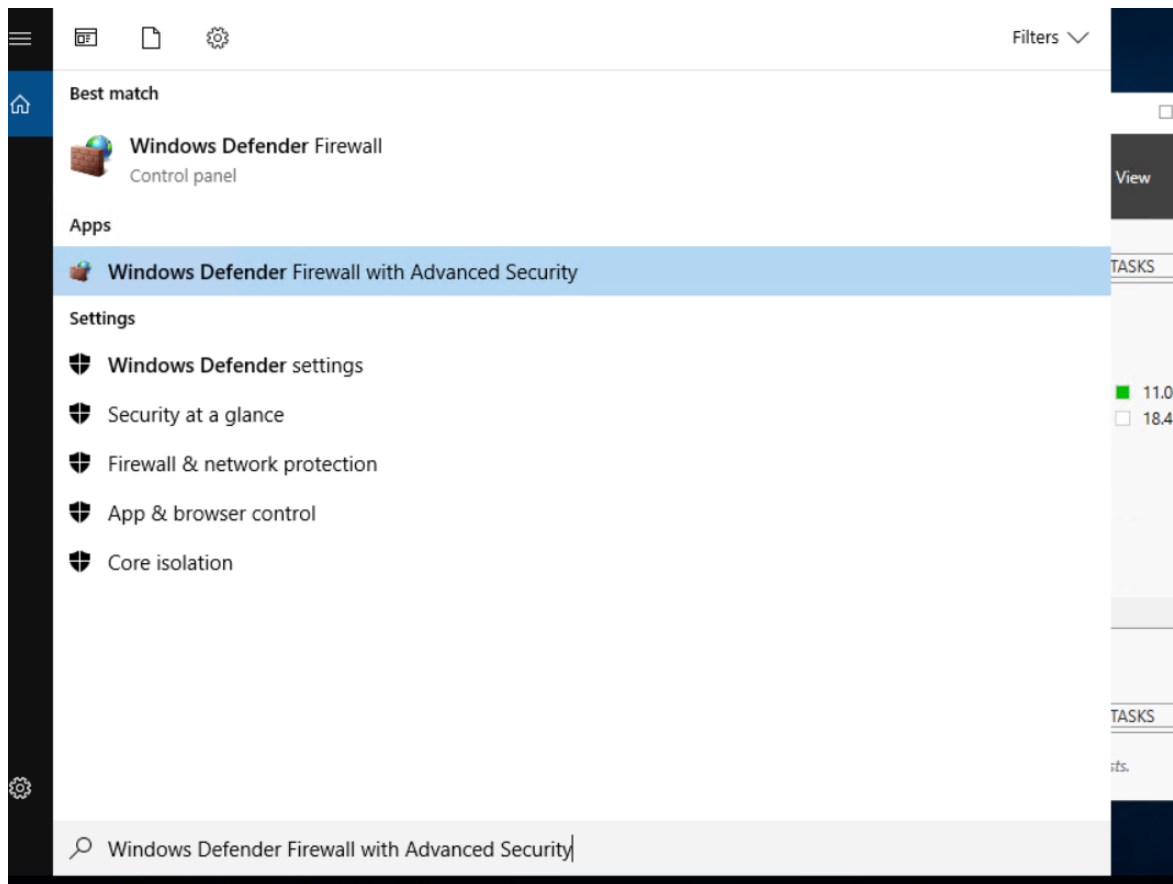 Filters
Best match
Windows Defender Firewall
Control panel
View
Apps
TASKS
Windows Defender Firewall with Advanced Security
Settings
Windows Defender settings
11.0
Security at a glance
18.4
Firewall & network protection
App & browser control
Core isolation
TASKS
sts.
Windows Defender Firewall with Advanced Security